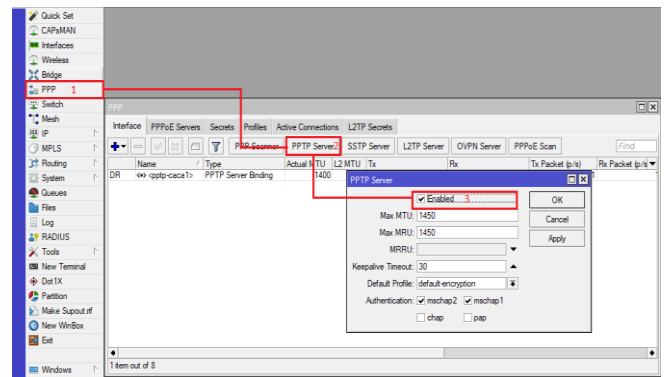 Quick Set
CAPsMAN
Interfaces
Wireless
Bridge
PPP 1
Switch
Mesh
IP
MPLS
Routing
System
Queues
Files
Log
RADIUS
Tools
New Terminal
Dot1X
Partition
Make Supout.rif
New WinBox
Exit
Windows
PPP
Interface PPPoE Servers Secrets Profiles Active Connections L2TP Secrets
PPP Scanner PPTP Server 2 SSTP Server L2TP Server OVPN Server PPPoE Scan Find
Name Type Actual MTU L2 MTU Tx Rx Tx Packet (p/s) Rx Packet (p/s
DR <pptp-caca1> PPTP Server Binding 1400
PPTP Server
Enabled 3
OK
Max MTU: 1450
Cancel
Max MRU: 1450
Apply
MRRU:
Keepalive Timeout: 30
Default Profile: default-encryption
Authentication: mschap2 mschap1
chap pap
1 item out of 8